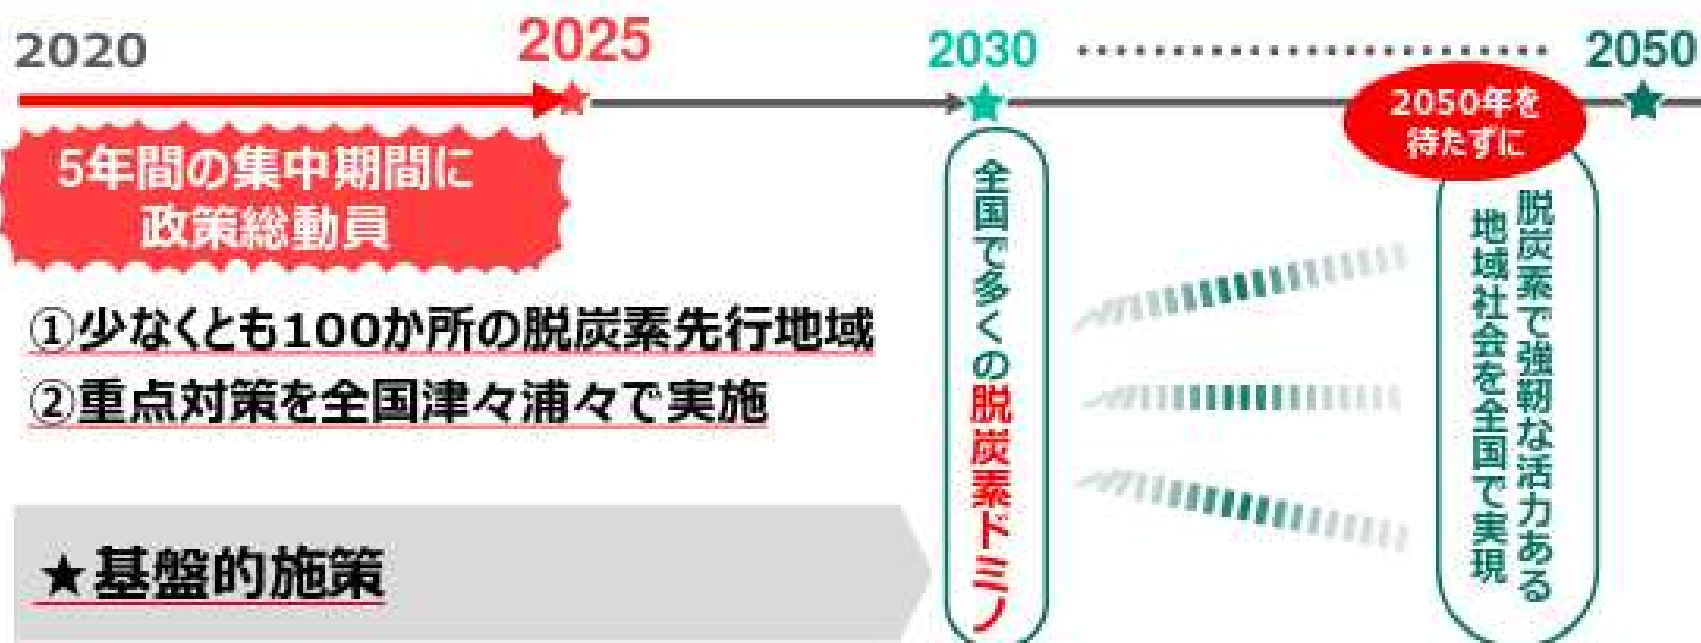 2020
2025
2030
2050
5年間の集中期間に
政策総動員
①少なくとも100か所の脱炭素先行地域
②重点対策を全国津々浦々で実施
★基盤的施策
全国で多くの脱炭素ドミノ
2050年を
待たずに
脱炭素で強靭な活力ある
地域社会を全国で実現